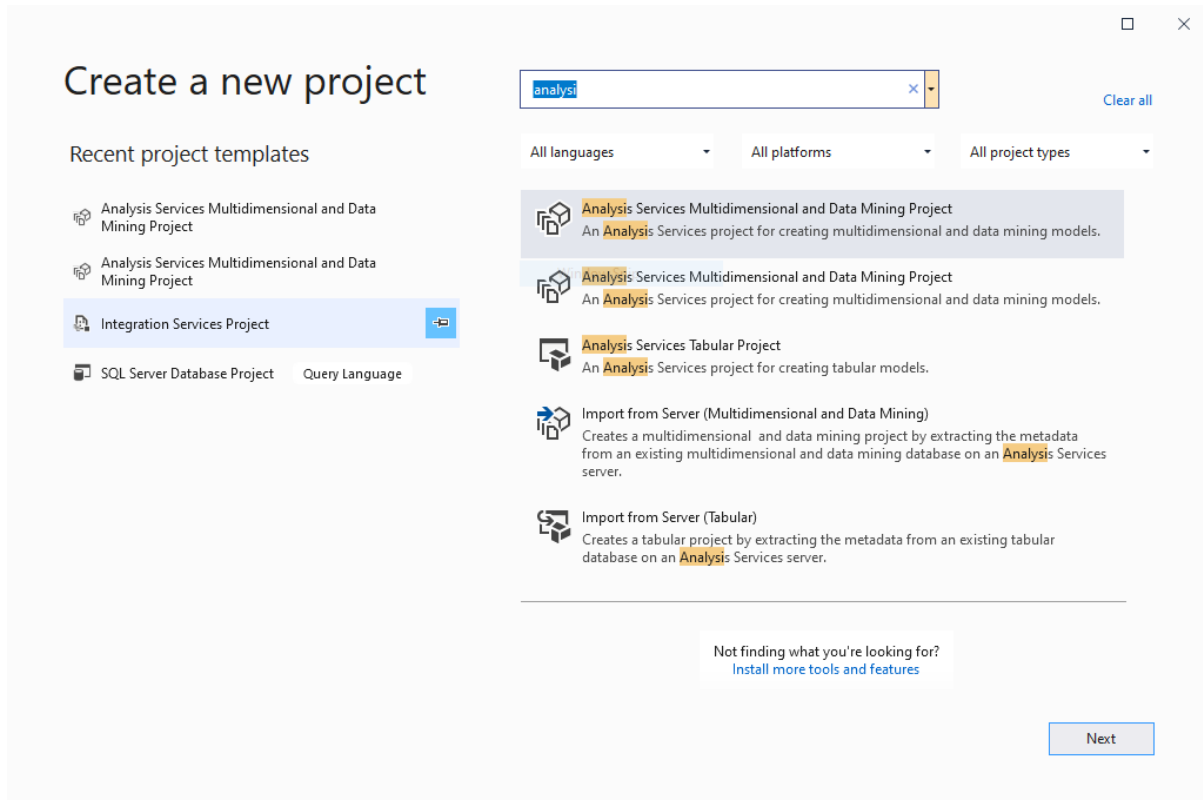 Create a new project
analysi
Clear all
Recent project templates
All languages
All platforms
All project types
Analysis Services Multidimensional and Data
Mining Project
Analysis Services Multidimensional and Data
Mining Project
Integration Services Project
SQL Server Database Project
Query Language
Analysis Services Multidimensional and Data Mining Project
An Analysis Services project for creating multidimensional and data mining models.
Analysis Services Multidimensional and Data Mining Project
An Analysis Services project for creating multidimensional and data mining models.
Analysis Services Tabular Project
An Analysis Services project for creating tabular models.
Import from Server (Multidimensional and Data Mining)
Creates a multidimensional and data mining project by extracting the metadata
from an existing multidimensional and data mining database on an Analysis Services
server.
Import from Server (Tabular)
Creates a tabular project by extracting the metadata from an existing tabular
database on an Analysis Services server.
Not finding what you're looking for?
Install more tools and features
Next